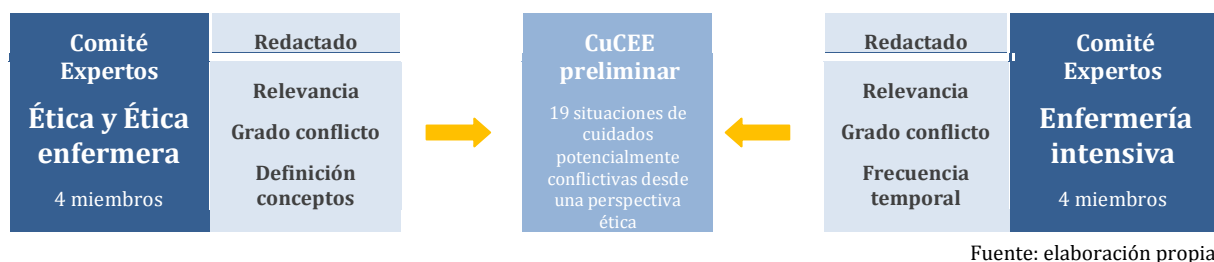 Comité
Expertos
Ética y Ética
enfermera
4 miembros
Redactado
Relevancia
Grado conflicto
Definición
conceptos
CuCEE
preliminar
19 situaciones de
cuidados
potencialmente
conflictivas desde
una perspectiva
ética
Redactado
Relevancia
Grado conflicto
Frecuencia
temporal
Comité
Expertos
Enfermería
intensiva
4 miembros
Fuente: elaboración propia